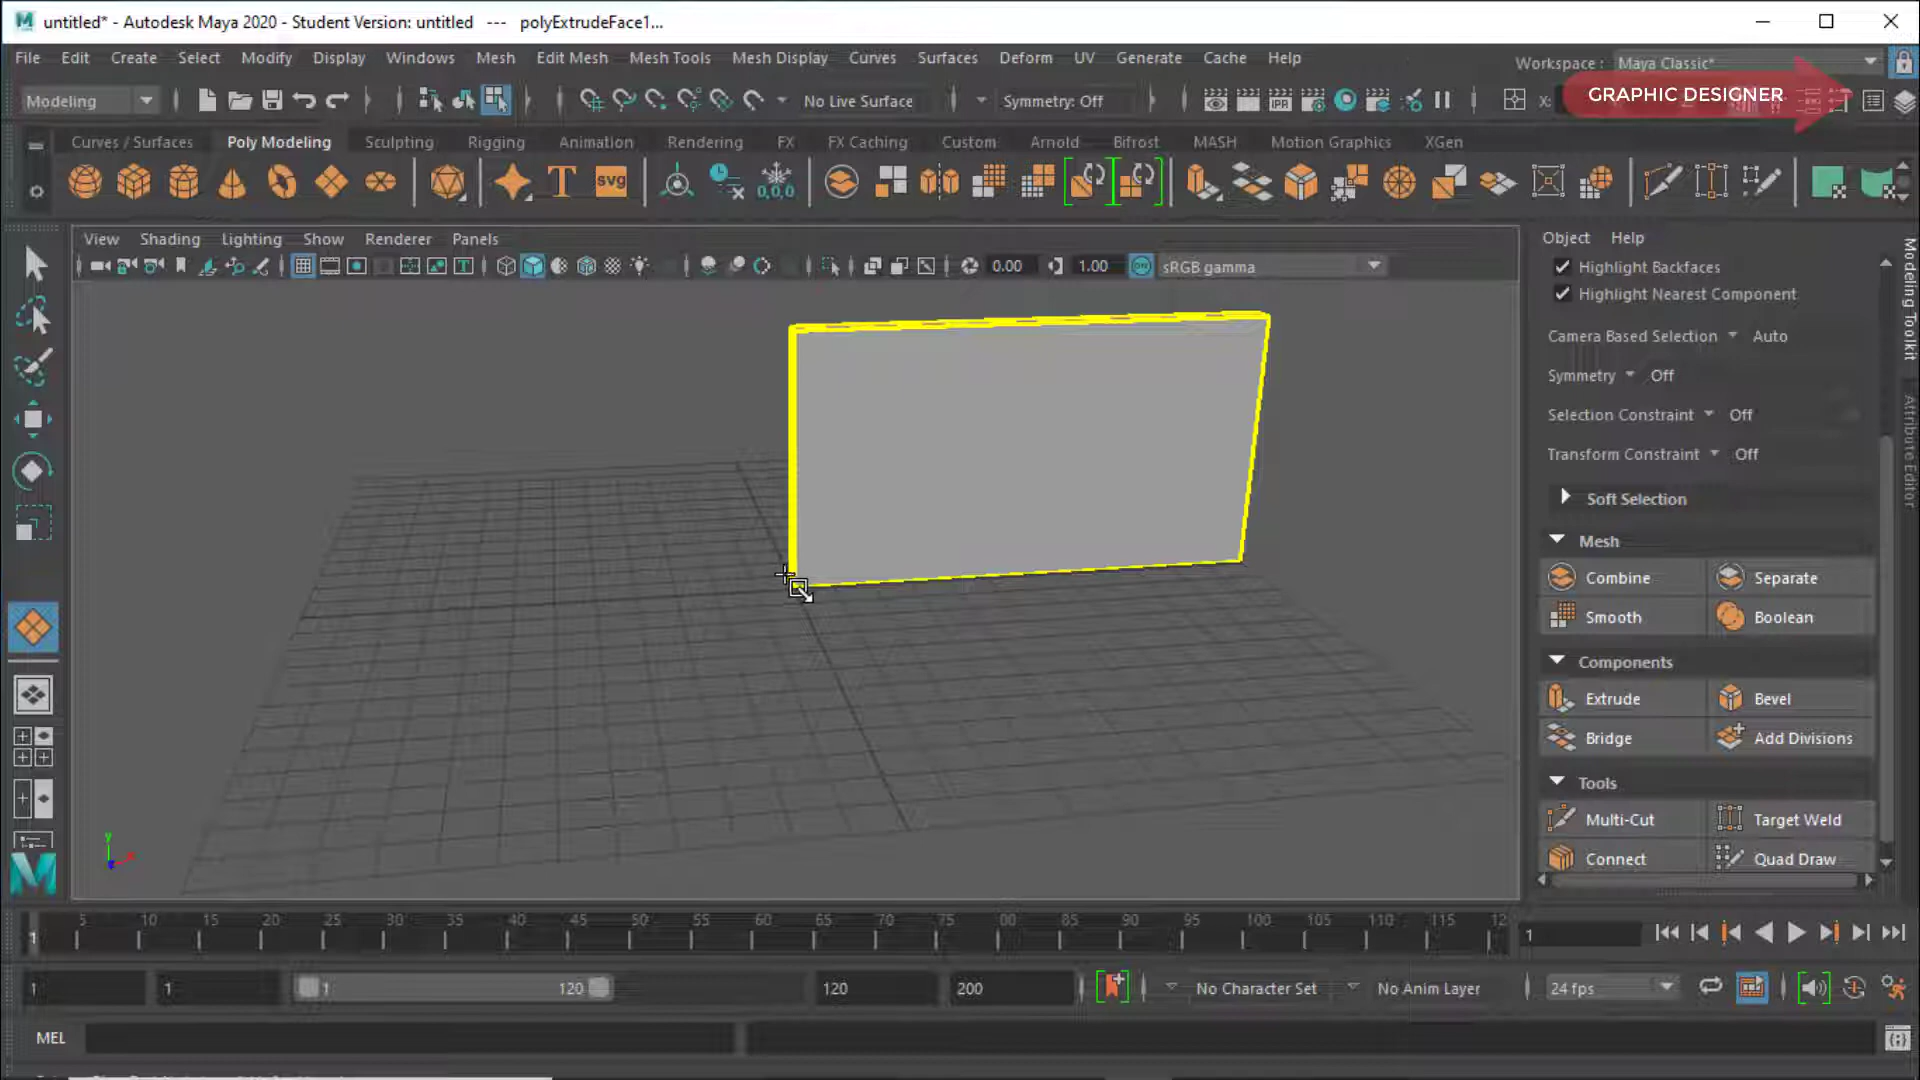 untitled* - Autodesk Maya 2020 - Student Version: untitled --- polyExtrudeFace1...
File Edit Create Select Modify Display Windows Mesh Edit Mesh Mesh Tools Mesh Display Curves Surfaces Deform UV Generate Cache Help
Workspace : Maya Classic*
Modeling
No Live Surface
Symmetry: Off
IPR
X:
GRAPHIC DESIGNER
Curves / Surfaces Poly Modeling Sculpting Rigging Animation Rendering FX FX Caching Custom Arnold Bifrost MASH Motion Graphics XGen
T
svg
0,0,0
View Shading Lighting Show Renderer Panels
0.00
1.00
ON
sRGB gamma
Object Help
Highlight Backfaces
Highlight Nearest Component
Camera Based Selection Auto
Symmetry Off
Selection Constraint Off
Transform Constraint Off
Soft Selection
Mesh
Combine Separate
Smooth Boolean
Components
Extrude Bevel
Bridge Add Divisions
Tools
Multi-Cut Target Weld
Connect Quad Draw
Modeling Toolkit
Attribute Editor
y
x
M
1 5 10 15 20 25 30 35 40 45 50 55 60 65 70 75 80 85 90 95 100 105 110 115 12
1
1 1 1 120 120 200
No Character Set
No Anim Layer
24 fps
MEL